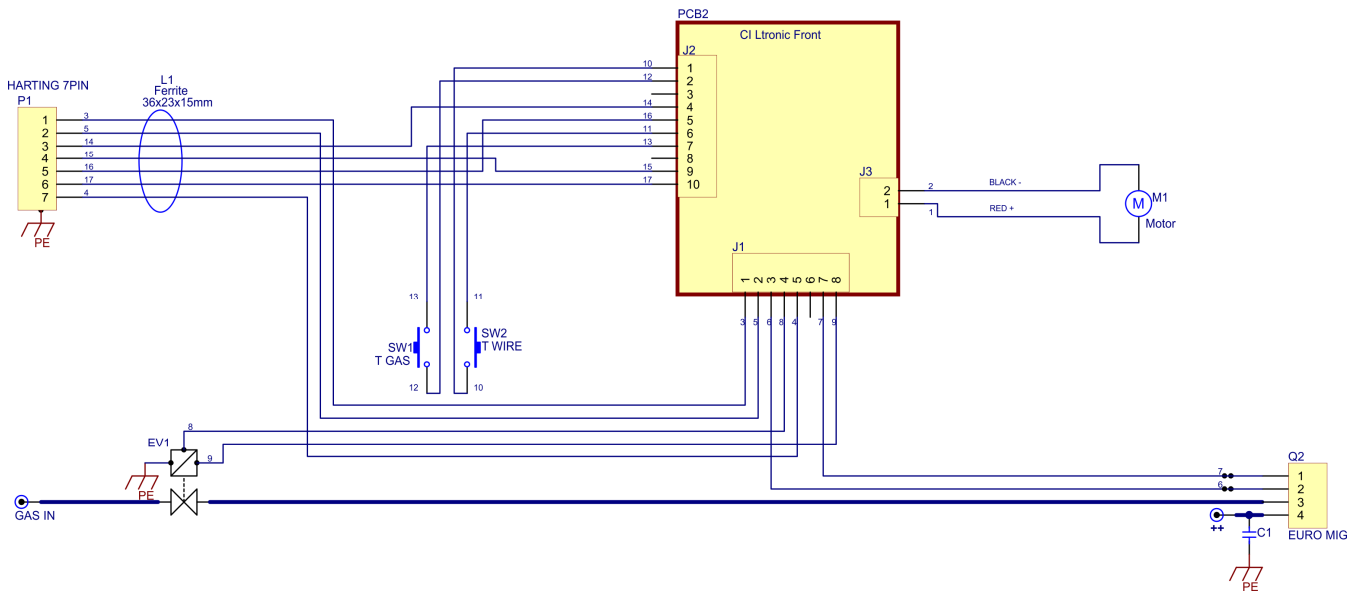 PCB2
CI Ltronic Front
J2
10 1
12 2
3
14 4
16 5
11 6
13 7
8
15 9
17 10
HARTING 7PIN
P1
L1
Ferrite
36x23x15mm
1 3
2 5
3 14
4 15
5 16
6 17
7 4
PE
J3
2 2 BLACK -
1 1 RED +
M M1
Motor
J1
1 2 3 4 5 6 7 8
3 5 6 8 4 7 9
13 11
SW1
T GAS
SW2
T WIRE
12 10
8
EV1
9
PE
GAS IN
Q2
7 1
6 2
3
4
++
C1
EURO MIG
PE